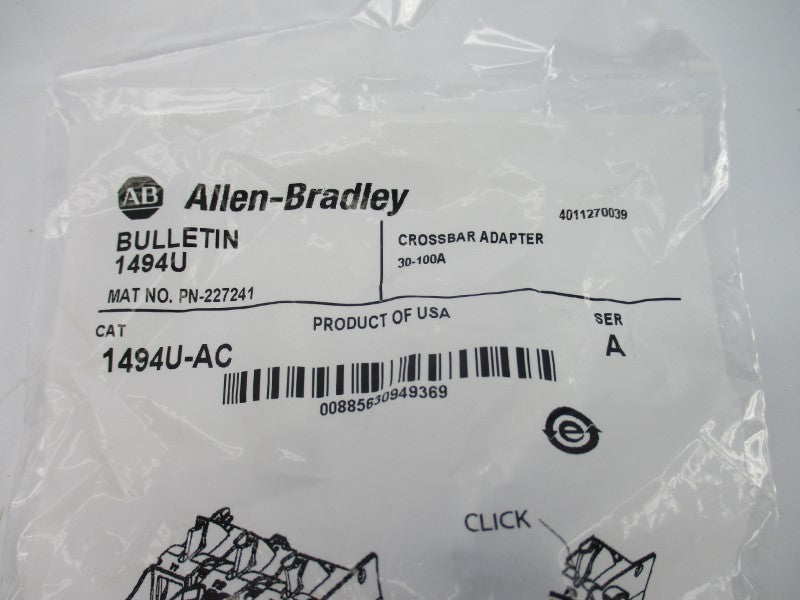 AB Allen-Bradley
4011270039
BULLETIN
1494U
CROSSBAR ADAPTER
30-100A
MAT NO. PN-227241
PRODUCT OF USA
CAT
SER
1494U-AC
A
00885630949369
e
CLICK